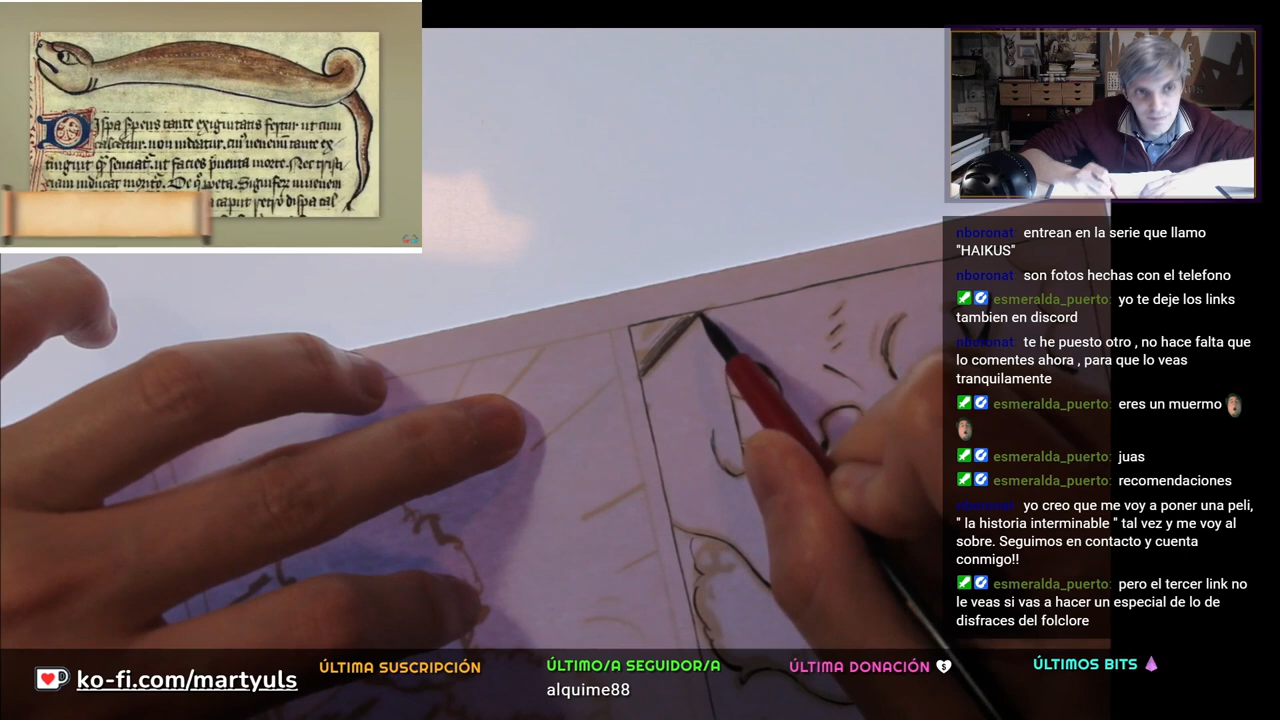 nboronat: entrean en la serie que llamo
"HAIKUS"
nboronat: son fotos hechas con el telefono
esmeralda_puerto: yo te deje los links
tambien en discord
nboronat: te he puesto otro , no hace falta que
lo comentes ahora , para que lo veas
tranquilamente
esmeralda_puerto: eres un muermo
esmeralda_puerto: juas
esmeralda_puerto: recomendaciones
nboronat: yo creo que me voy a poner una peli,
" la historia interminable " tal vez y me voy al
sobre. Seguimos en contacto y cuenta
conmigo!!
esmeralda_puerto: pero el tercer link no
le veas si vas a hacer un especial de lo de
disfraces del folclore
ko-fi.com/martyuls
ÚLTIMA SUSCRIPCIÓN
ÚLTIMO/A SEGUIDOR/A
alquime88
ÚLTIMA DONACIÓN
ÚLTIMOS BITS